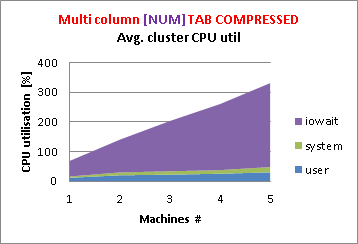 Multi column [NUM]TAB COMPRESSED
Avg. cluster CPU util
CPU utilisation [%]
400
300
200
100
0
1 2 3 4 5
Machines #
iowait
system
user